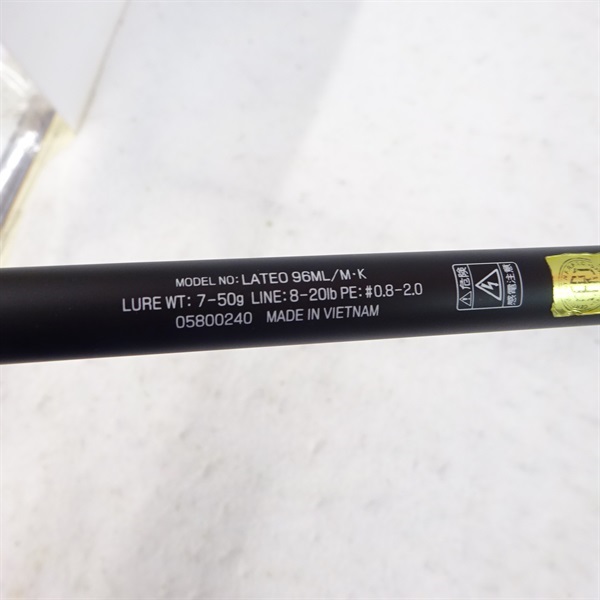 MODEL NO: LATEO 96ML/M·K
LURE WT: 7-50g LINE: 8-20lb PE: #0.8-2.0
05800240 MADE IN VIETNAM
危険
感電注意